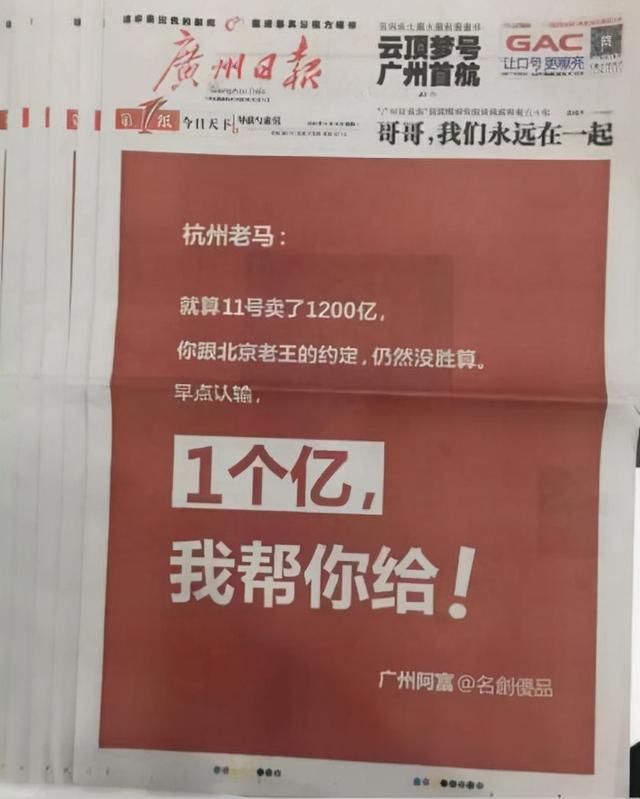 廣州日報
云顶梦号
广州首航
GAC
今日天下
哥哥,我们永远在一起
杭州老马：
就算11号卖了1200亿，
你跟北京老王的约定，仍然没胜算。
早点认输，
1个亿，
我帮你给！
广州阿富@名創優品